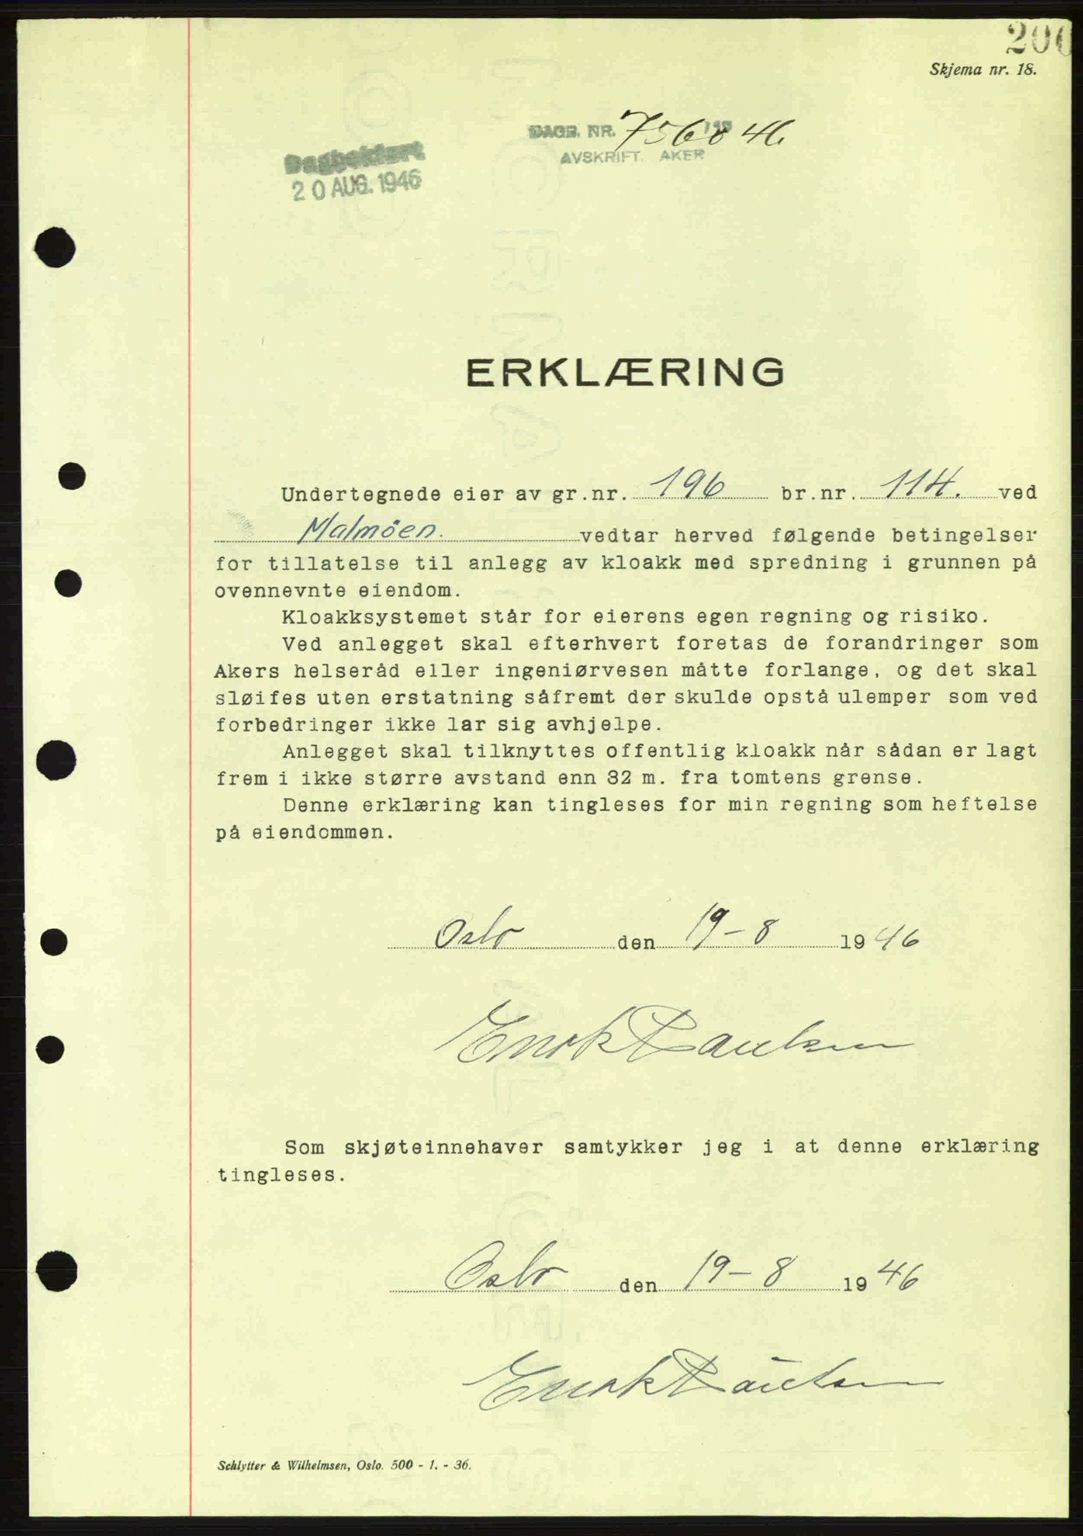 200
Skjema nr. 18.
DAGB. NR. 7568 46
AVSKRIFT. AKER
Dagbokført
20 AUG. 1946
ERKLÆRING
Undertegnede eier av gr.nr. 196 br.nr. 114. ved
Malmöen. vedtar herved følgende betingelser
for tillatelse til anlegg av kloakk med spredning i grunnen på
ovennevnte eiendom.
Kloakksystemet står for eierens egen regning og risiko.
Ved anlegget skal efterhvert foretas de forandringer som
Akers helseråd eller ingeniørvesen måtte forlange, og det skal
sløifes uten erstatning såfremt der skulde opstå ulemper som ved
forbedringer ikke lar sig avhjelpe.
Anlegget skal tilknyttes offentlig kloakk når sådan er lagt
frem i ikke større avstand enn 32 m. fra tomtens grense.
Denne erklæring kan tingleses for min regning som heftelse
på eiendommen.
Oslo den 19-8 1946
Enok Paulsen
Som skjøteinnehaver samtykker jeg i at denne erklæring
tingleses.
Oslo den 19-8 1946
Enok Paulsen
Schlytter & Wilhelmsen, Oslo. 500 - 1. - 36.